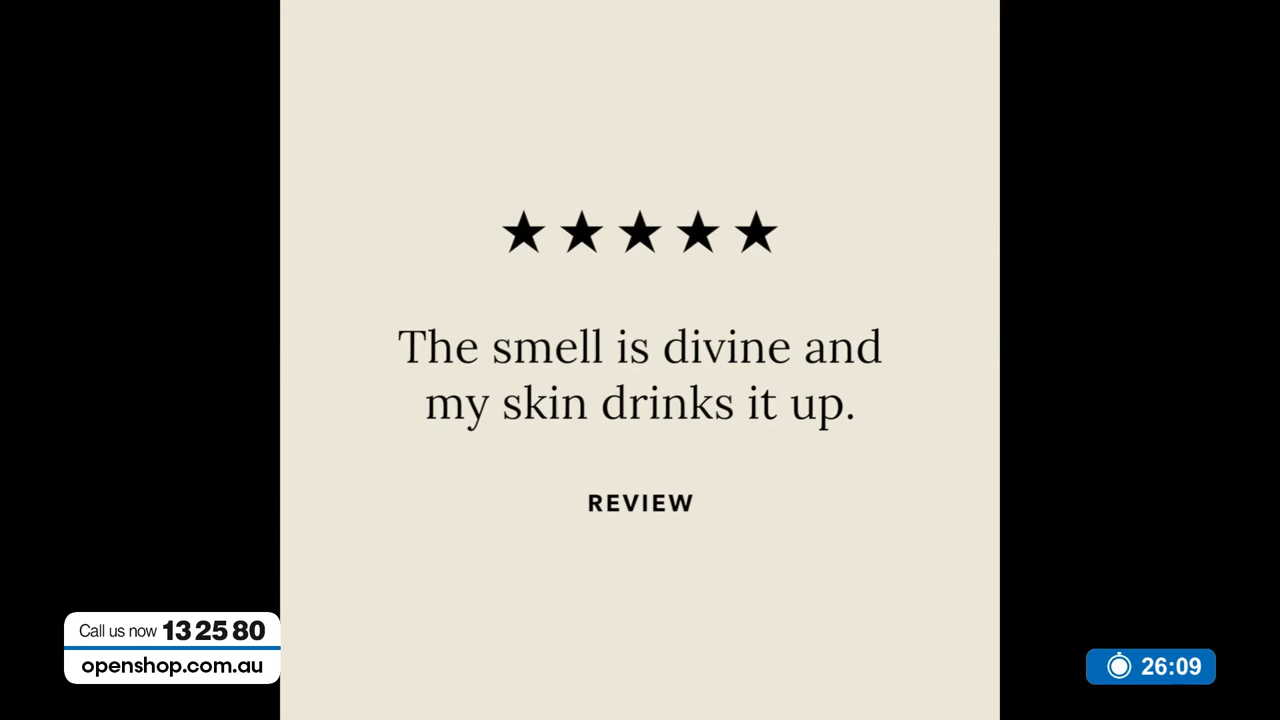 The smell is divine and
my skin drinks it up.
REVIEW
Call us now 13 25 80
openshop.com.au
26:09